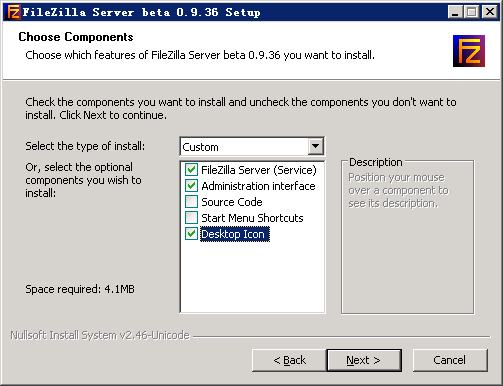 FileZilla Server beta 0.9.36 Setup
Choose Components
Choose which features of FileZilla Server beta 0.9.36 you want to install.
FZ
Check the components you want to install and uncheck the components you don't want to
install. Click Next to continue.
Select the type of install:
Custom
Or, select the optional
components you wish to
install:
FileZilla Server (Service)
Administration interface
Source Code
Start Menu Shortcuts
Desktop Icon
Description
Position your mouse
over a component to
see its description.
Space required: 4.1MB
Nullsoft Install System v2.46-Unicode
< Back
Next >
Cancel